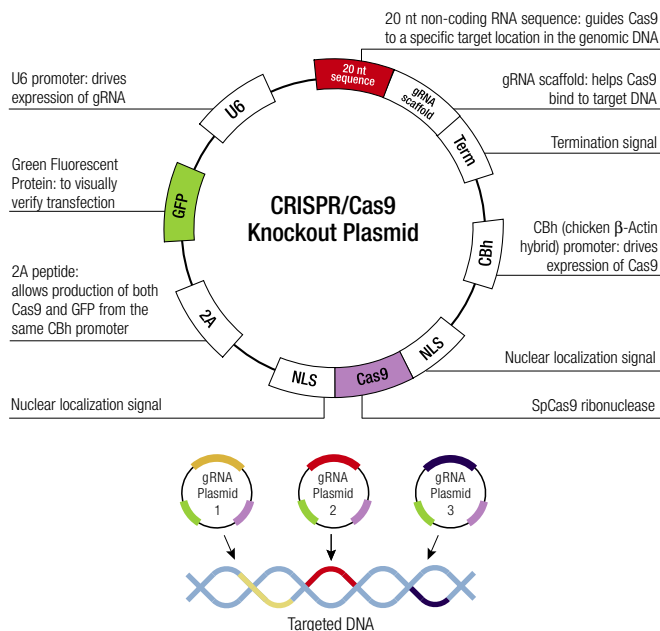 20 nt non-coding RNA sequence: guides Cas9
to a specific target location in the genomic DNA
U6 promoter: drives
expression of gRNA
gRNA scaffold: helps Cas9
bind to target DNA
Termination signal
Green Fluorescent
Protein: to visually
verify transfection
CBh (chicken β-Actin
hybrid) promoter: drives
expression of Cas9
2A peptide:
allows production of both
Cas9 and GFP from the
same CBh promoter
Nuclear localization signal
Nuclear localization signal
SpCas9 ribonuclease
CRISPR/Cas9
Knockout Plasmid
20 nt
sequence
gRNA
scaffold
Term
CBh
NLS
Cas9
NLS
2A
GFP
U6
gRNA
Plasmid
1
gRNA
Plasmid
2
gRNA
Plasmid
3
Targeted DNA